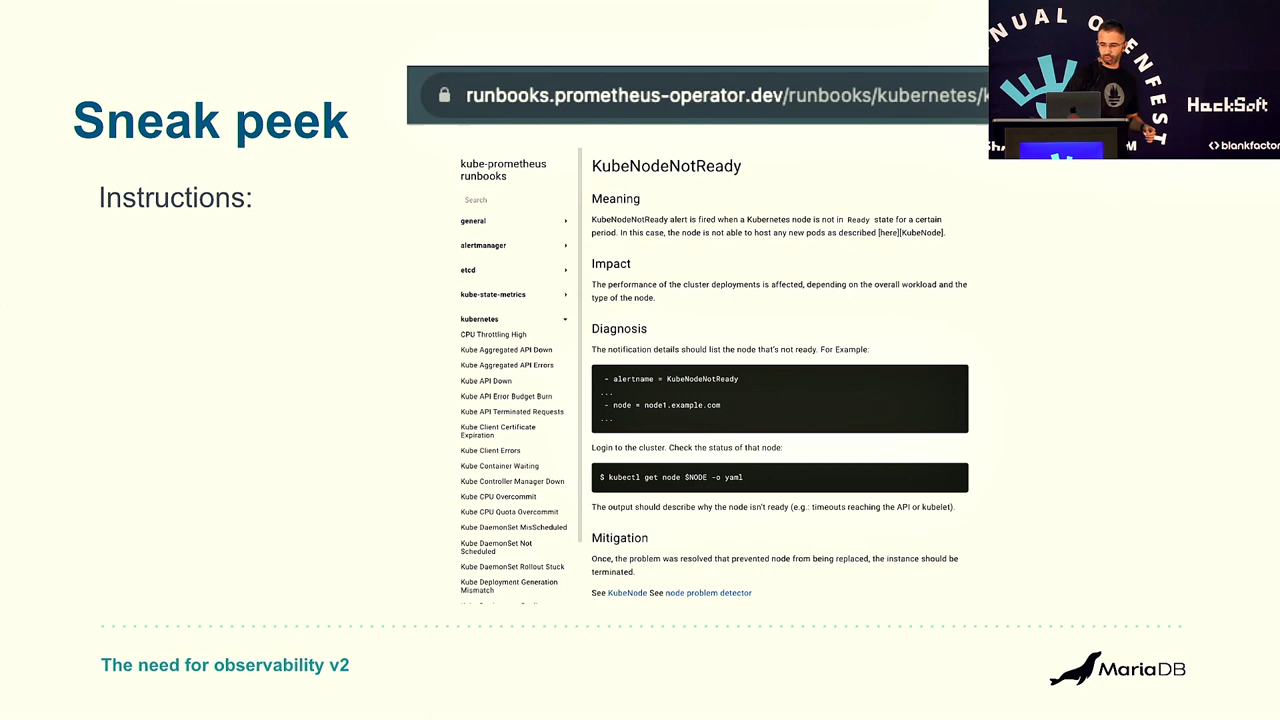 Sneak peek
Instructions:
runbooks.prometheus-operator.dev/runbooks/kubernetes/k
kube-prometheus
runbooks
Search
general
alertmanager
etcd
kube-state-metrics
kubernetes
CPU Throttling High
Kube Aggregated API Down
Kube Aggregated API Errors
Kube API Down
Kube API Error Budget Burn
Kube API Terminated Requests
Kube Client Certificate
Expiration
Kube Client Errors
Kube Container Waiting
Kube Controller Manager Down
Kube CPU Overcommit
Kube CPU Quota Overcommit
Kube DaemonSet MisScheduled
Kube DaemonSet Not
Scheduled
Kube DaemonSet Rollout Stuck
Kube Deployment Generation
Mismatch
KubeNodeNotReady
Meaning
KubeNodeNotReady alert is fired when a Kubernetes node is not in Ready state for a certain
period. In this case, the node is not able to host any new pods as described [here][KubeNode].
Impact
The performance of the cluster deployments is affected, depending on the overall workload and the
type of the node.
Diagnosis
The notification details should list the node that's not ready. For Example:
- alertname = KubeNodeNotReady
...
- node = node1.example.com
...
Login to the cluster. Check the status of that node:
$ kubectl get node $NODE -o yaml
The output should describe why the node isn't ready (e.g.: timeouts reaching the API or kubelet).
Mitigation
Once, the problem was resolved that prevented node from being replaced, the instance should be
terminated.
See KubeNode See node problem detector
NUAL O ENFEST
HackSoft
blankfactor
The need for observability v2
MariaDB